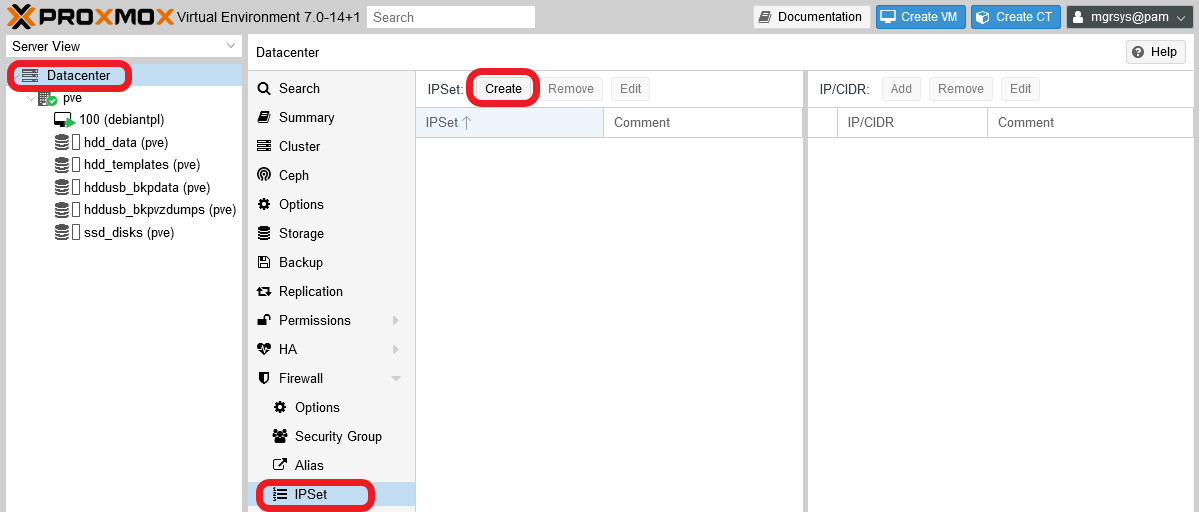 PROXMOX Virtual Environment 7.0-14+1 Search Documentation Create VM Create CT mgrsys@pam
Server View
Datacenter
pve
100 (debiantpl)
hdd_data (pve)
hdd_templates (pve)
hddusb_bkpdata (pve)
hddusb_bkpvzdumps (pve)
ssd_disks (pve)
Datacenter Help
Search
Summary
Cluster
Ceph
Options
Storage
Backup
Replication
Permissions
HA
Firewall
Options
Security Group
Alias
IPSet
IPSet: Create Remove Edit
IPSet Comment
IP/CIDR: Add Remove Edit
IP/CIDR Comment